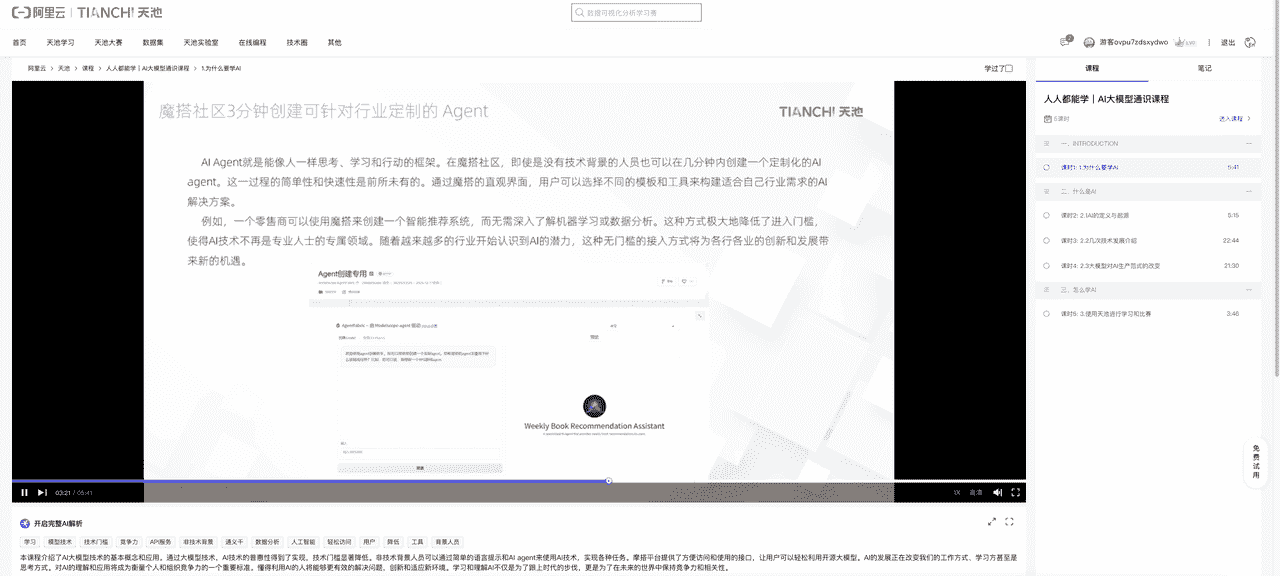 阿里云 | TIANCHI 天池
数据可视化分析学习赛
首页 天池学习 天池大赛 数据集 天池实验室 在线编程 技术圈 其他
2 游客ovpu7zdsxydwo 退出
阿里云 > 天池 > 课程 > 人人都能学 | AI大模型通识课程 > 1.为什么要学AI
学过了
课程 笔记
魔搭社区3分钟创建可针对行业定制的 Agent
TIANCHI 天池
AI Agent就是能像人一样思考、学习和行动的框架。在魔搭社区，即使是没有技术背景的人员也可以在几分钟内创建一个定制化的AI
agent。这一过程的简单性和快速性是前所未有的。通过魔搭的直观界面，用户可以选择不同的模板和工具来构建适合自己行业需求的AI
解决方案。
例如，一个零售商可以使用魔搭来创建一个智能推荐系统，而无需深入了解机器学习或数据分析。这种方式极大地降低了进入门槛，
使得AI技术不再是专业人士的专属领域。随着越来越多的行业开始认识到AI的潜力，这种无门槛的接入方式将为各行各业的创新和发展带
来新的机遇。
Agent创建专用
Weekly Book Recommendation Assistant
03:21 / 05:41
1X 高清
人人都能学 | AI大模型通识课程
5课时
进入课程 >
一、INTRODUCTION
课时1: 1.为什么要学AI 5:41
二、什么是AI
课时2: 2.1AI的定义与起源 5:15
课时3: 2.2几次技术发展介绍 22:44
课时4: 2.3大模型对AI生产范式的改变 21:30
三、怎么学AI
课时5: 3.使用天池进行学习和比赛 3:46
免费试用
开启完整AI解析
学习 模型技术 技术门槛 竞争力 API服务 非技术背景 通义千 数据分析 人工智能 轻松访问 用户 降低 工具 背景人员
本课程介绍了AI大模型技术的基本概念和应用。通过大模型技术，AI技术的普惠性得到了实现，技术门槛显著降低。非技术背景人员可以通过简单的语言提示和AI agent来使用AI技术，实现各种任务。魔搭平台提供了方便访问和使用的接口，让用户可以轻松利用开源大模型。AI的发展正在改变我们的工作方式、学习方式甚至是
思考方式。对AI的理解和应用将成为衡量个人和组织竞争力的一个重要标准。懂得利用AI的人将能够更有效的解决问题，创新和适应新环境。学习和理解AI不仅是为了跟上时代的步伐，更是为了在未来的世界中保持竞争力和相关性。